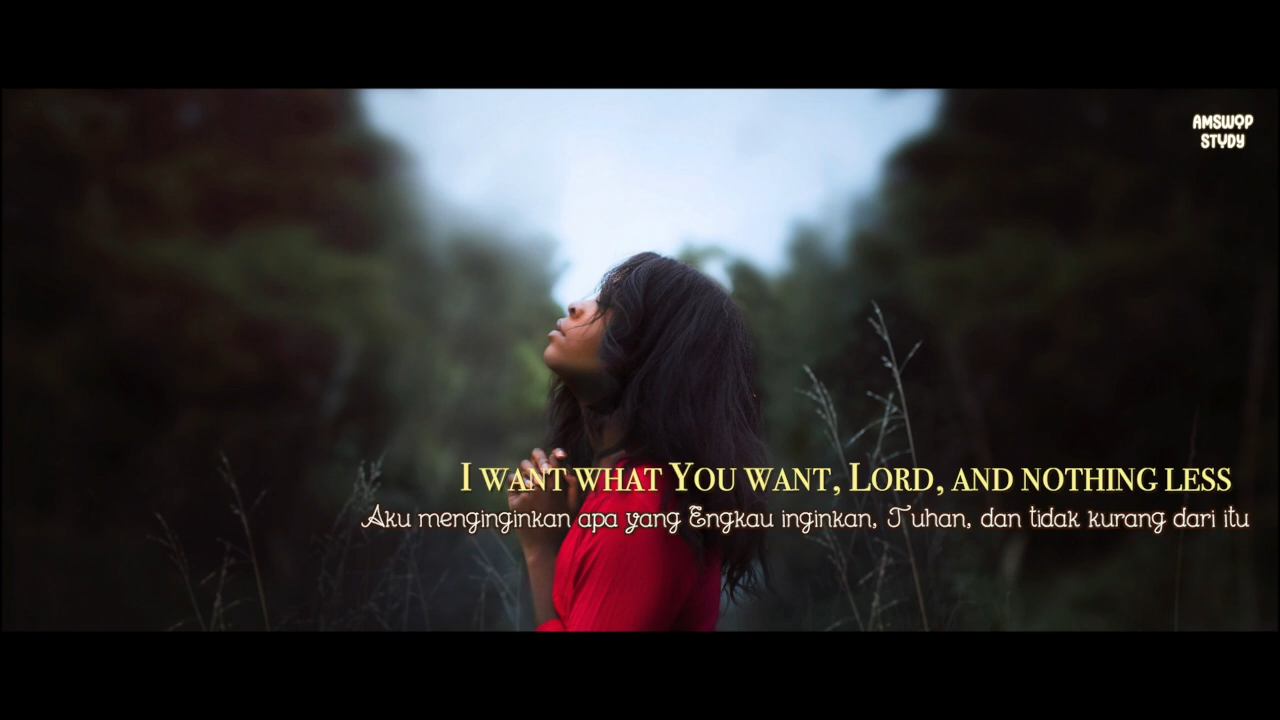 AMSWOP
STUDY
I WANT WHAT YOU WANT, LORD, AND NOTHING LESS
Aku menginginkan apa yang Engkau inginkan, Tuhan, dan tidak kurang dari itu